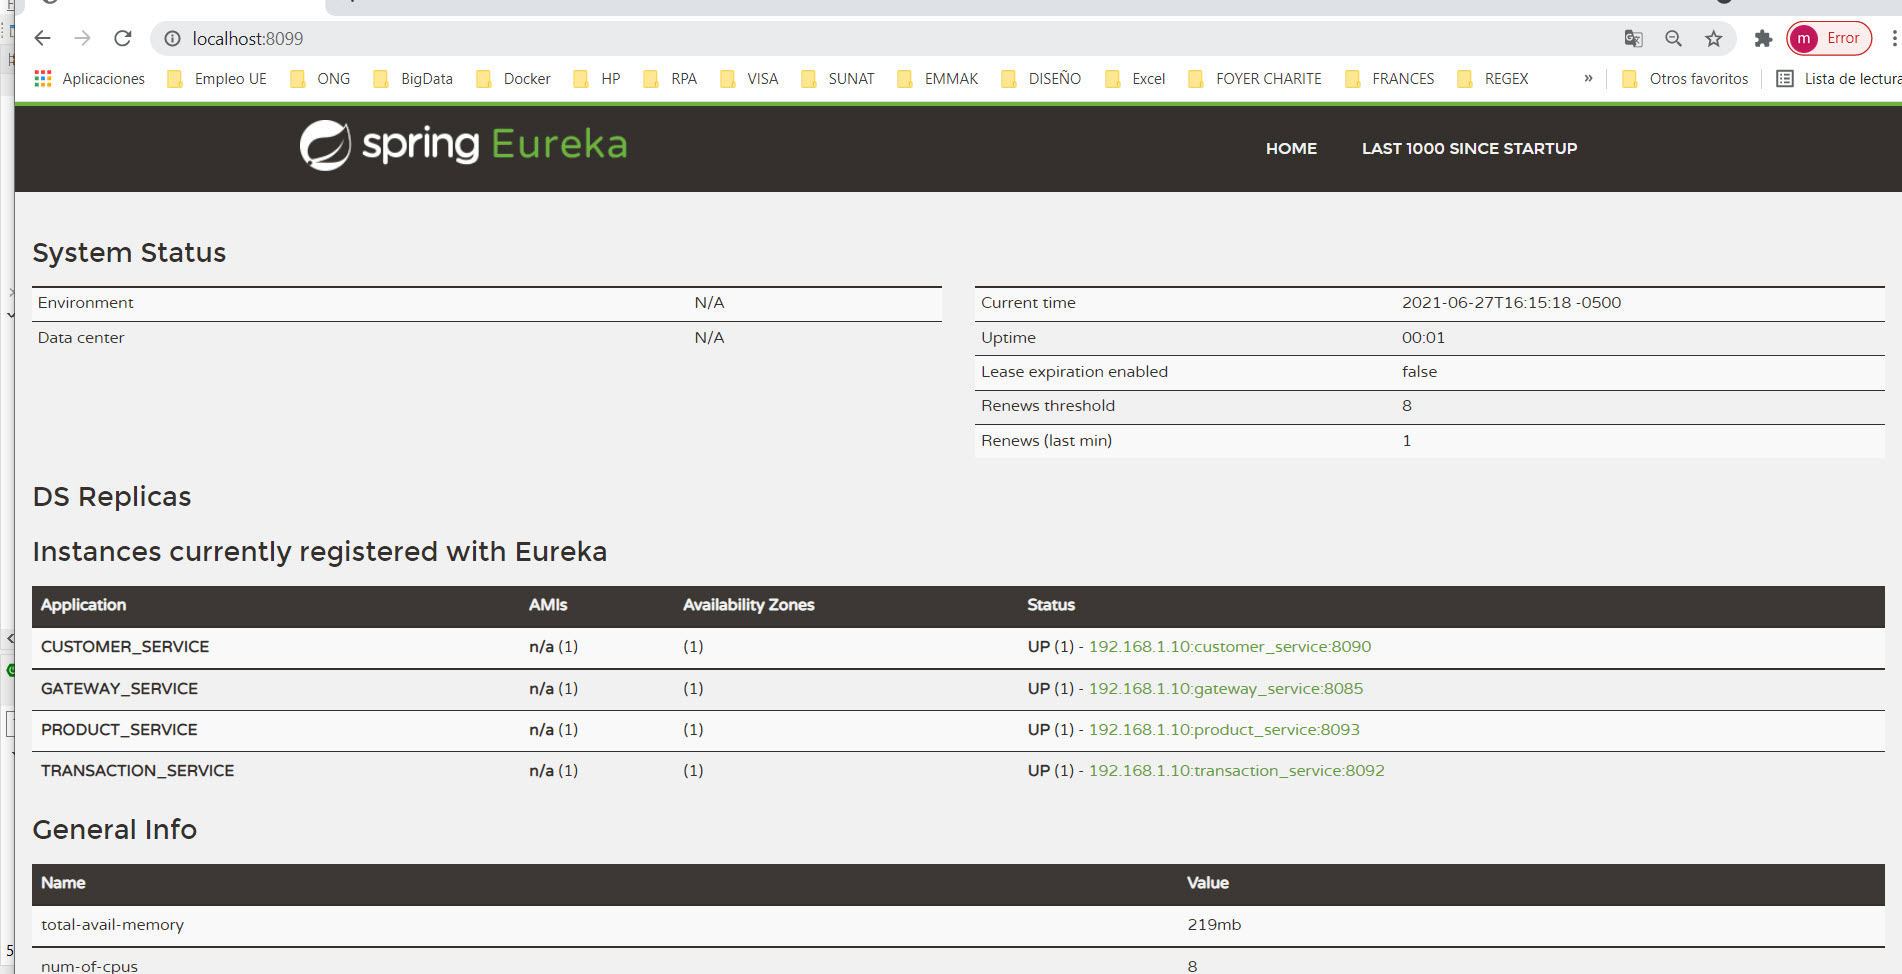 localhost:8099
m Error
Aplicaciones Empleo UE ONG BigData Docker HP RPA VISA SUNAT EMMAK DISEÑO Excel FOYER CHARITE FRANCES REGEX » Otros favoritos Lista de lectura
spring Eureka HOME LAST 1000 SINCE STARTUP
System Status
Environment N/A
Data center N/A
Current time 2021-06-27T16:15:18 -0500
Uptime 00:01
Lease expiration enabled false
Renews threshold 8
Renews (last min) 1
DS Replicas
Instances currently registered with Eureka
Application AMIs Availability Zones Status
CUSTOMER_SERVICE n/a (1) (1) UP (1) - 192.168.1.10:customer_service:8090
GATEWAY_SERVICE n/a (1) (1) UP (1) - 192.168.1.10:gateway_service:8085
PRODUCT_SERVICE n/a (1) (1) UP (1) - 192.168.1.10:product_service:8093
TRANSACTION_SERVICE n/a (1) (1) UP (1) - 192.168.1.10:transaction_service:8092
General Info
Name Value
total-avail-memory 219mb
num-of-cpus 8
5